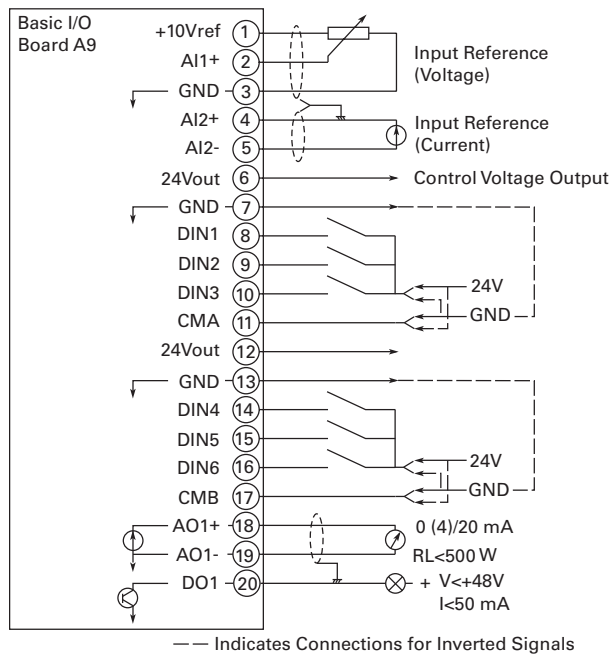 Basic I/O
Board A9
+10Vref 1
AI1+ 2
GND 3
Input Reference
(Voltage)
AI2+ 4
AI2- 5
Input Reference
(Current)
24Vout 6 Control Voltage Output
GND 7
DIN1 8
DIN2 9
DIN3 10 24V
CMA 11 GND
24Vout 12
GND 13
DIN4 14
DIN5 15
DIN6 16 24V
CMB 17 GND
AO1+ 18 0 (4)/20 mA
AO1- 19 RL<500 W
DO1 20 + V<+48V
I<50 mA
Indicates Connections for Inverted Signals